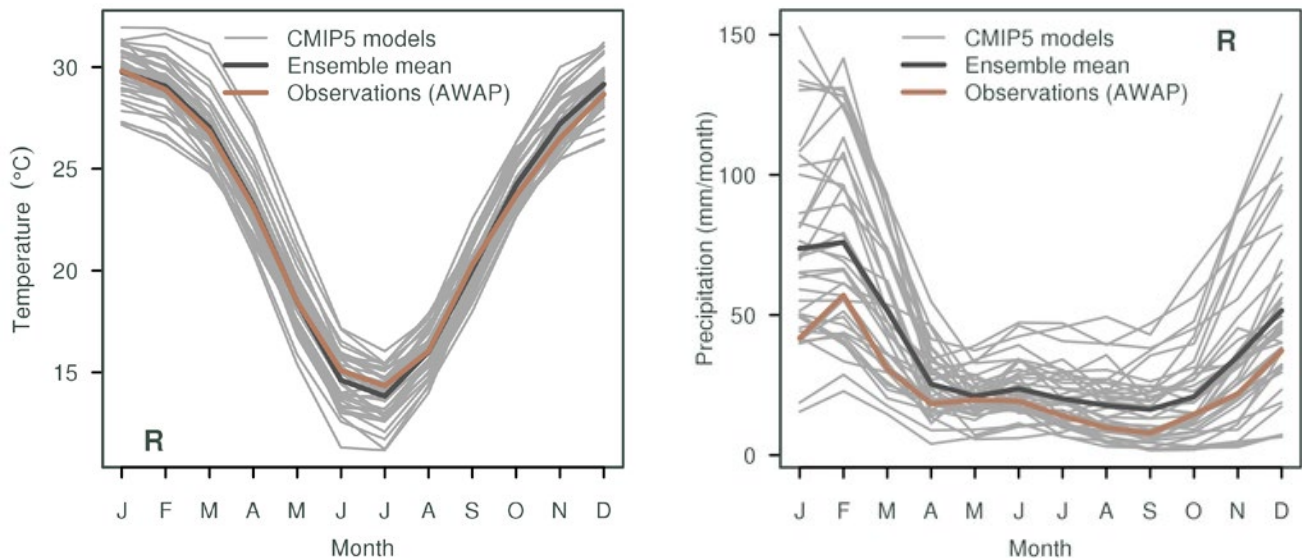 CMIP5 models
Ensemble mean
Observations (AWAP)
30
25
20
15
Temperature (°C)
R
J F M A M J J A S O N D
Month
CMIP5 models
Ensemble mean
Observations (AWAP)
R
150
100
50
0
Precipitation (mm/month)
J F M A M J J A S O N D
Month